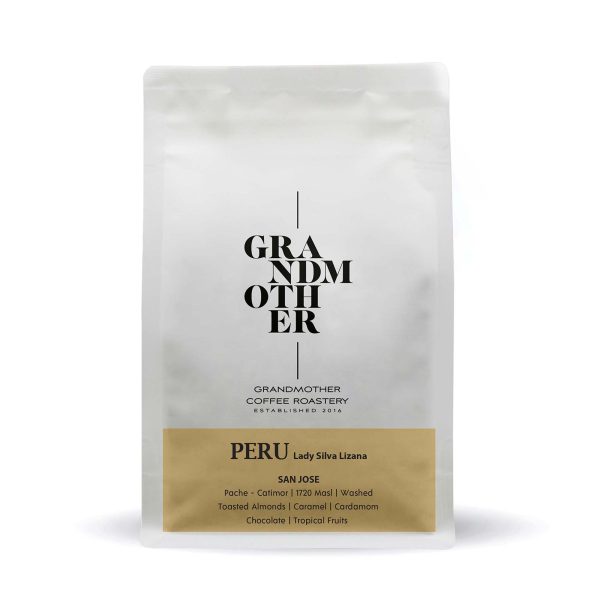 GRA
NDM
OTH
ER
GRANDMOTHER
COFFEE ROASTERY
ESTABLISHED 2016
PERU Lady Silva Lizana
SAN JOSE
Pache - Catimor | 1720 Masl | Washed
Toasted Almonds | Caramel | Cardamom
Chocolate | Tropical Fruits